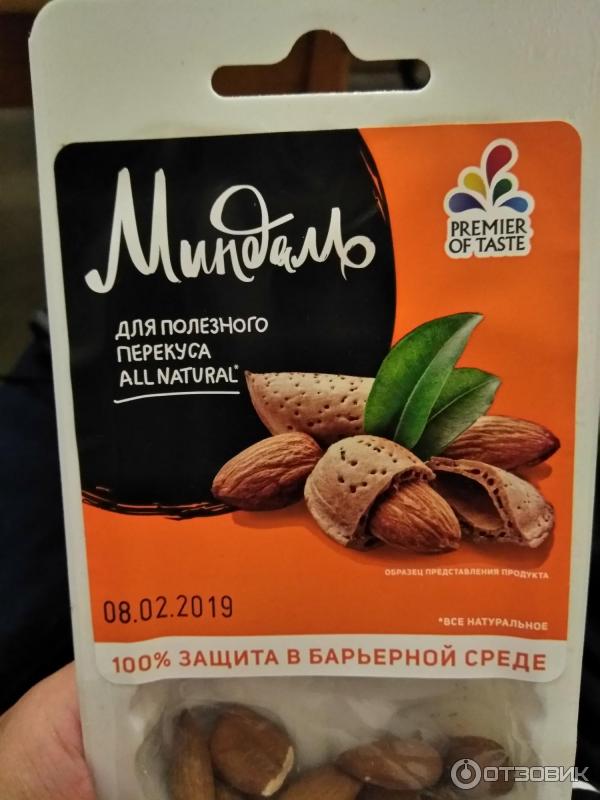 Миндаль
PREMIER
OF TASTE
ДЛЯ ПОЛЕЗНОГО
ПЕРЕКУСА
ALL NATURAL*
ОБРАЗЕЦ ПРЕДСТАВЛЕНИЯ ПРОДУКТА
08.02.2019
*ВСЕ НАТУРАЛЬНОЕ
100% ЗАЩИТА В БАРЬЕРНОЙ СРЕДЕ
ОТЗОВИК